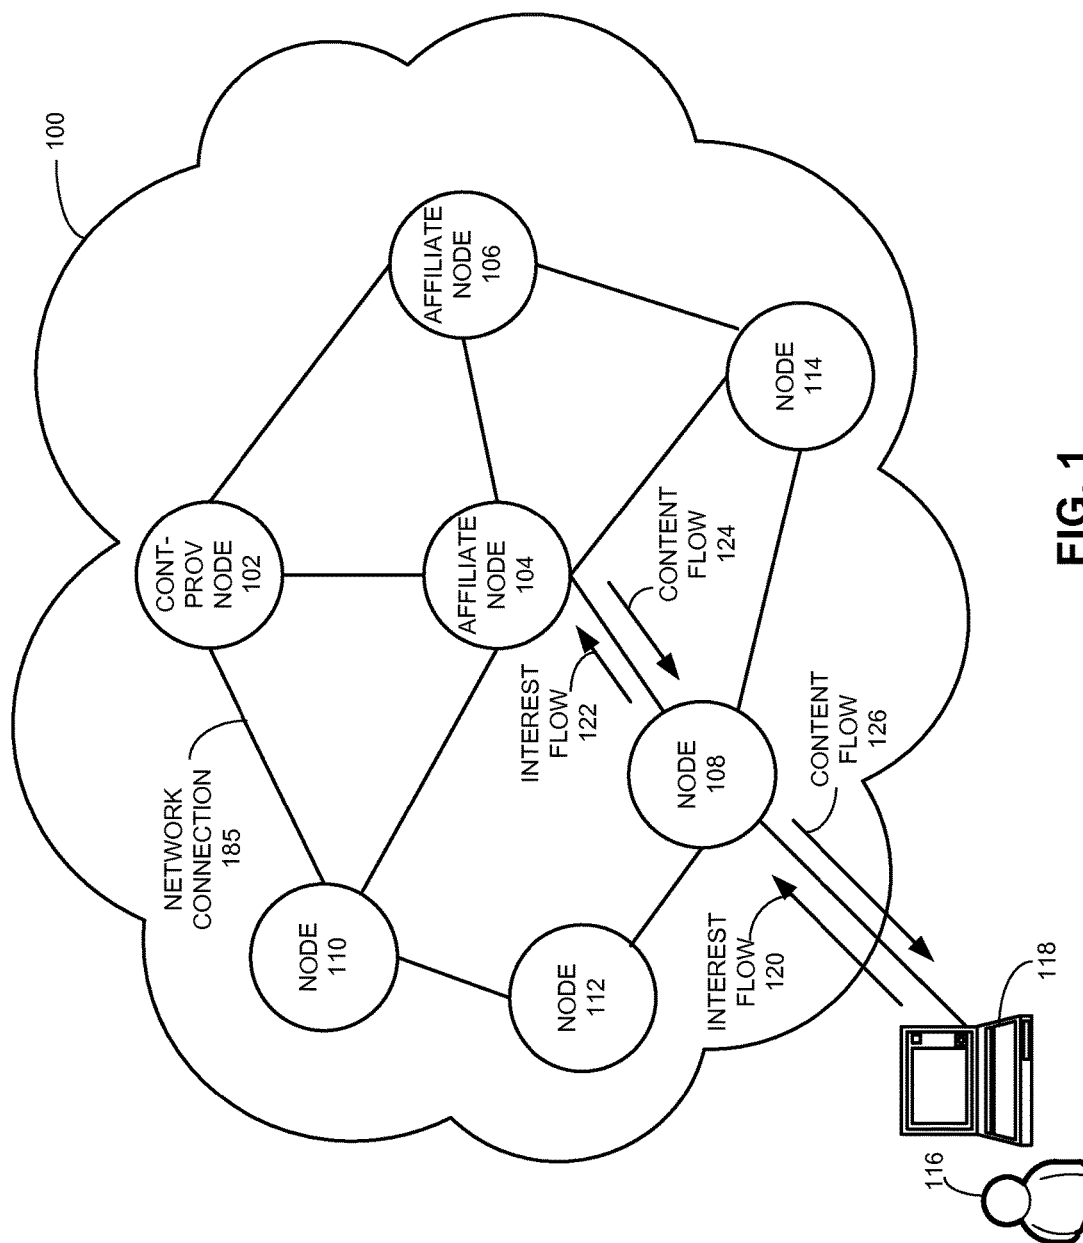 100
CONT-
PROV
NODE
102
AFFILIATE
NODE
106
NETWORK
CONNECTION
185
AFFILIATE
NODE
104
NODE
110
NODE
112
INTEREST
FLOW
122
CONTENT
FLOW
124
NODE
114
NODE
108
INTEREST
FLOW
120
CONTENT
FLOW
126
116
118
FIG. 1